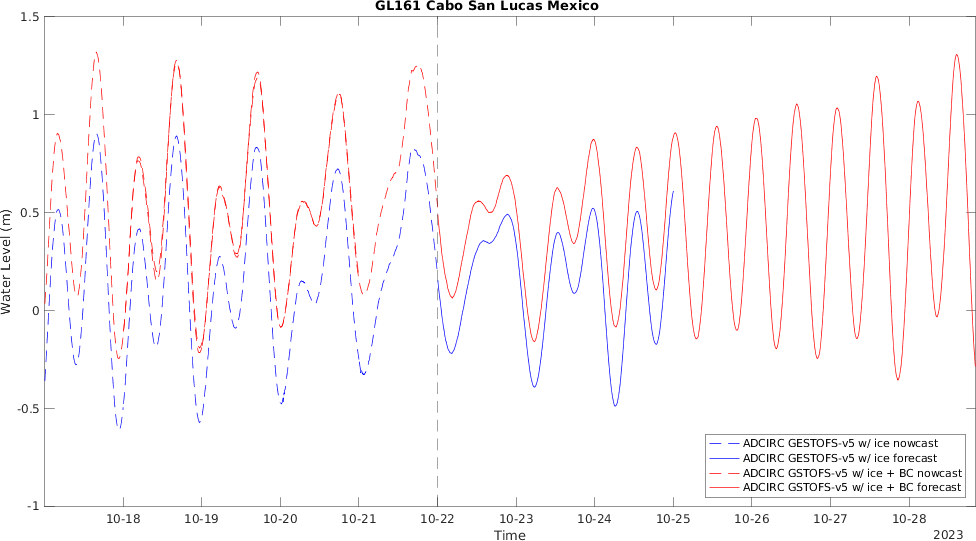 GL161 Cabo San Lucas Mexico
1.5
1
0.5
0
-0.5
-1
Water Level (m)
10-18 10-19 10-20 10-21 10-22 10-23 10-24 10-25 10-26 10-27 10-28
Time
2023
ADCIRC GESTOFS-v5 w/ ice nowcast
ADCIRC GESTOFS-v5 w/ ice forecast
ADCIRC GSTOFS-v5 w/ ice + BC nowcast
ADCIRC GSTOFS-v5 w/ ice + BC forecast